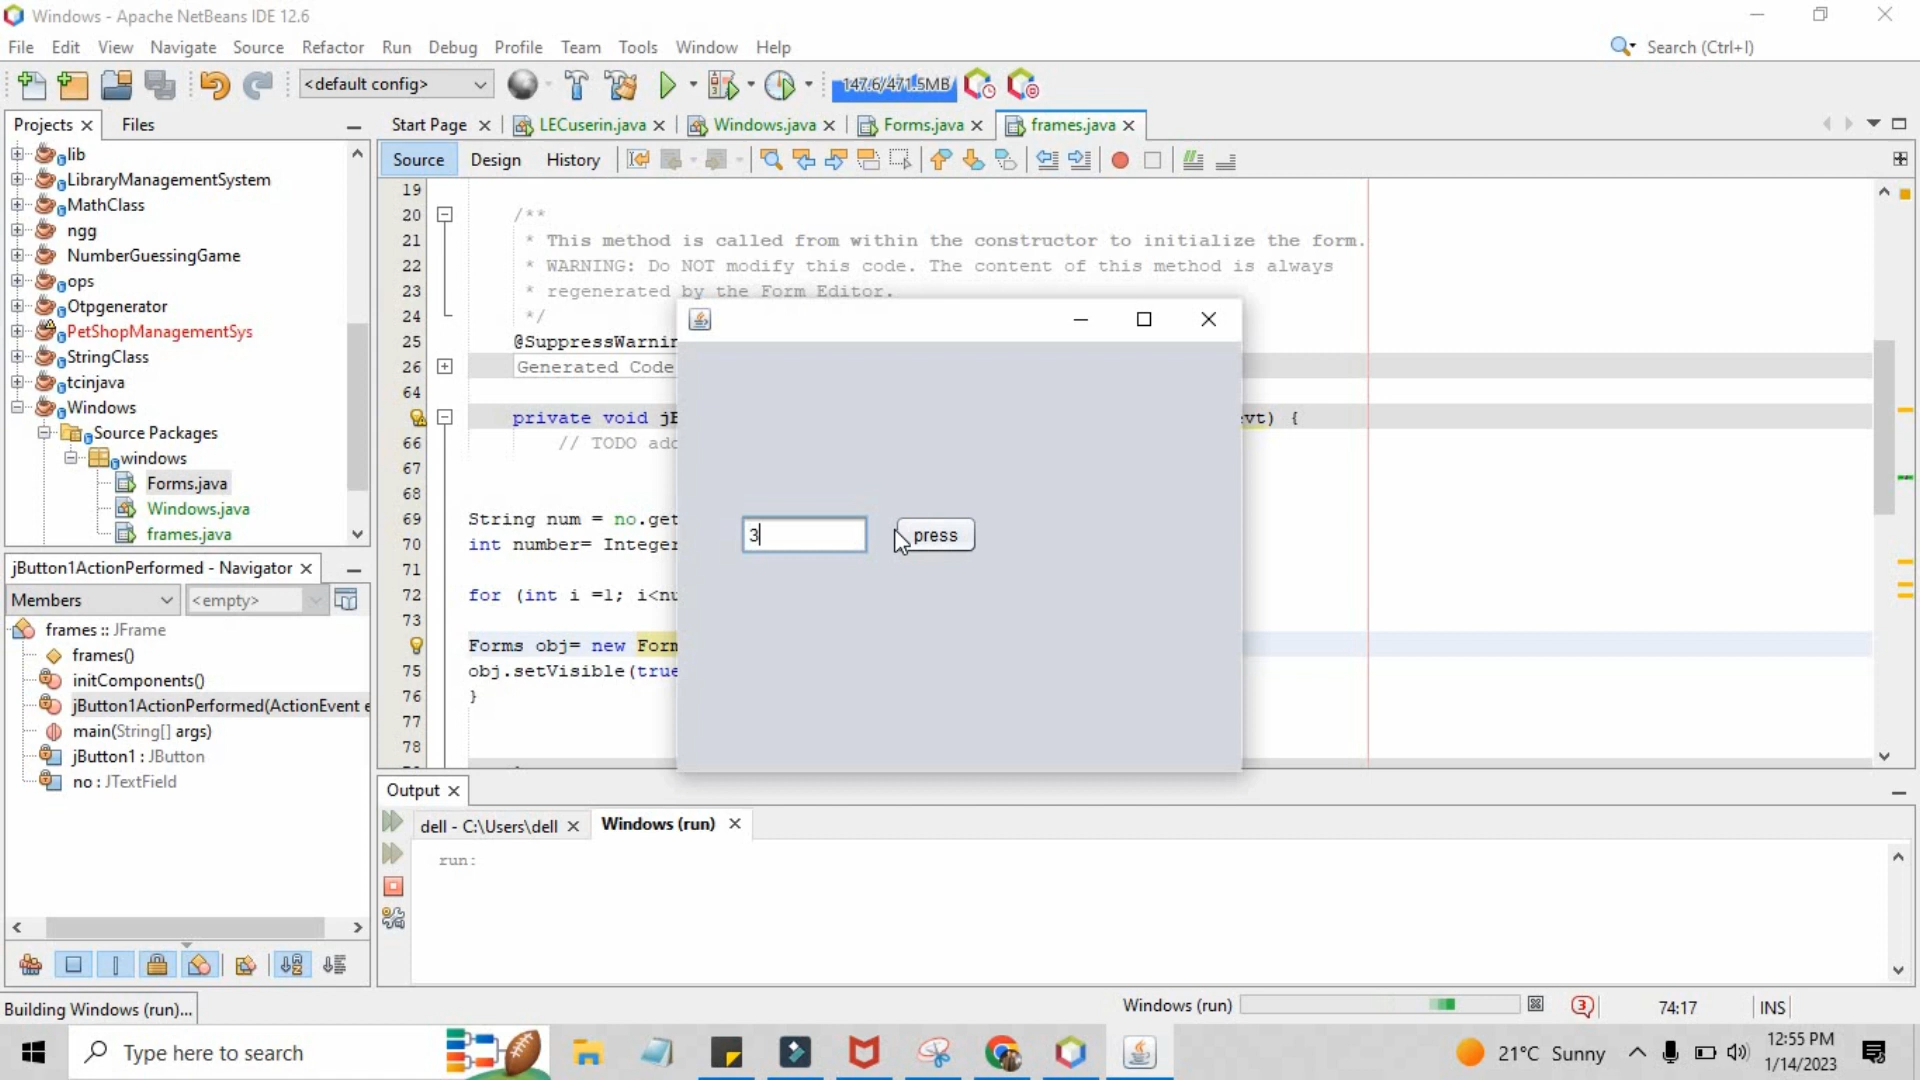 Windows - Apache NetBeans IDE 12.6
File Edit View Navigate Source Refactor Run Debug Profile Team Tools Window Help
Search (Ctrl+I)
<default config>
147.6/471.5MB
Projects Files
Start Page LECuserin.java Windows.java Forms.java frames.java
Source Design History
lib
LibraryManagementSystem
MathClass
ngg
NumberGuessingGame
ops
Otpgenerator
PetShopManagementSys
StringClass
tcinjava
Windows
Source Packages
windows
Forms.java
Windows.java
frames.java
19
20 /**
21 * This method is called from within the constructor to initialize the form.
22 * WARNING: Do NOT modify this code. The content of this method is always
23 * regenerated by the Form Editor.
24 */
25 @SuppressWarnin
26 Generated Code
64
private void jB evt) {
66 // TODO add
67
68
69 String num = no.get
70 int number= Integer
71
72 for (int i =1; i<nu
73
Forms obj= new Form
75 obj.setVisible(true
76 }
77
78
3
press
jButton1ActionPerformed - Navigator
Members <empty>
frames :: JFrame
frames()
initComponents()
jButton1ActionPerformed(ActionEvent e
main(String[] args)
jButton1 : JButton
no : JTextField
Output
dell - C:\Users\dell Windows (run)
run:
Building Windows (run)...
Windows (run) 3 74:17 INS
Type here to search
21°C Sunny
12:55 PM
1/14/2023